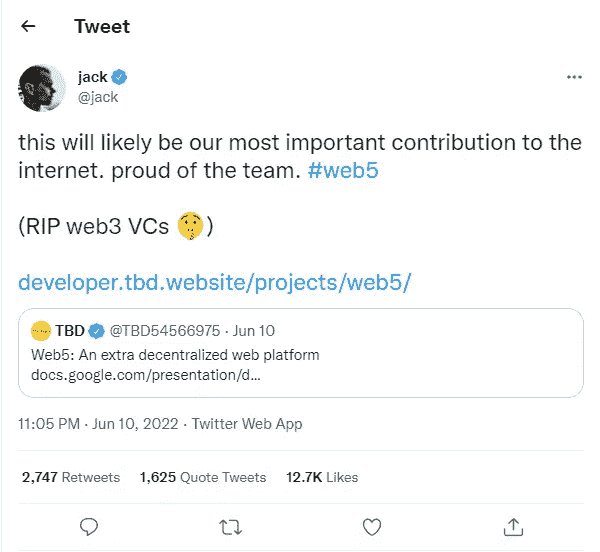 Tweet
jack
@jack
this will likely be our most important contribution to the
internet. proud of the team. #web5
(RIP web3 VCs 🤫)
developer.tbd.website/projects/web5/
TBD @TBD54566975 · Jun 10
Web5: An extra decentralized web platform
docs.google.com/presentation/d...
11:05 PM · Jun 10, 2022 · Twitter Web App
2,747 Retweets 1,625 Quote Tweets 12.7K Likes